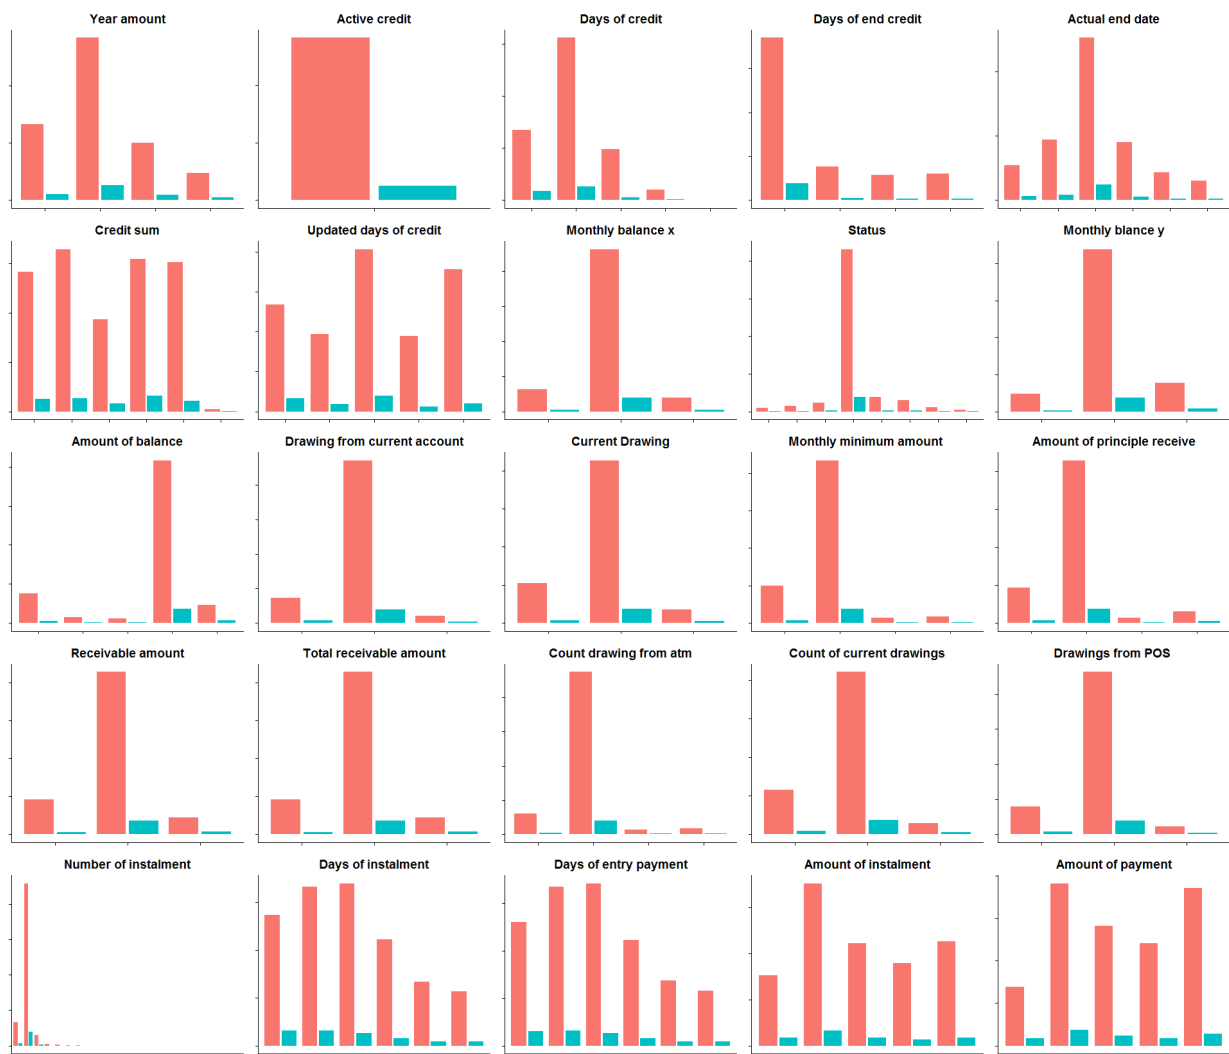 Year amount
Active credit
Days of credit
Days of end credit
Actual end date
Credit sum
Updated days of credit
Monthly balance x
Status
Monthly blance y
Amount of balance
Drawing from current account
Current Drawing
Monthly minimum amount
Amount of principle receive
Receivable amount
Total receivable amount
Count drawing from atm
Count of current drawings
Drawings from POS
Number of instalment
Days of instalment
Days of entry payment
Amount of instalment
Amount of payment